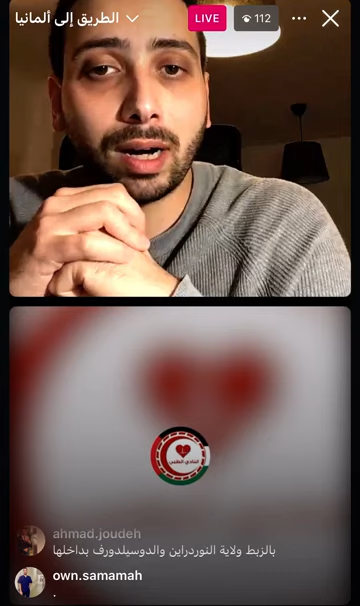 الطريق إلى ألمانيا
LIVE
112
ahmad.joudeh
بالزبط ولاية النوردراين والدوسيلدورف بداخلها
own.samamah
.